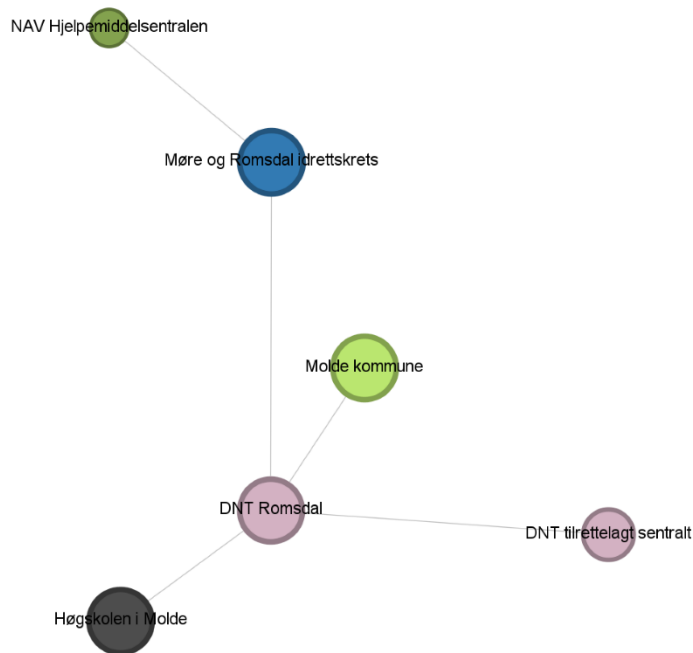 NAV Hjelpemiddelsentralen
Møre og Romsdal idrettskrets
Molde kommune
DNT Romsdal
DNT tilrettelagt sentralt
Høgskolen i Molde